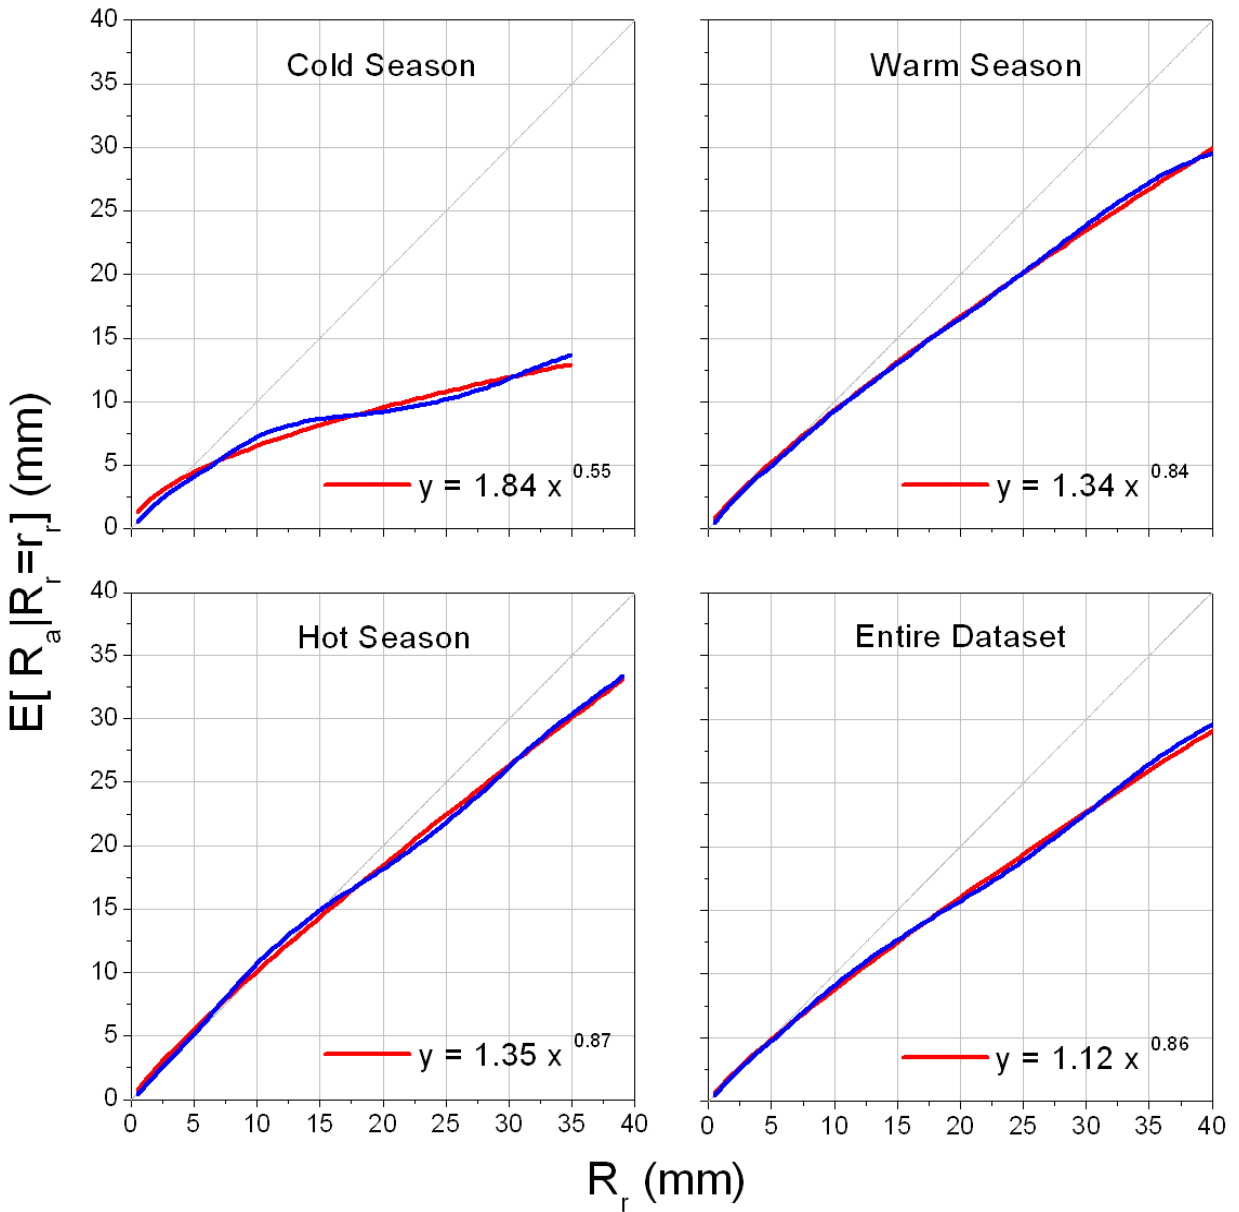 40
35
30
25
20
15
10
5
0
Cold Season
y = 1.84 x 0.55
Warm Season
y = 1.34 x 0.84
E[ Ra|Rr=rr] (mm)
40
35
30
25
20
15
10
5
0
Hot Season
y = 1.35 x 0.87
0 5 10 15 20 25 30 35 40
Entire Dataset
y = 1.12 x 0.86
0 5 10 15 20 25 30 35 40
Rr (mm)